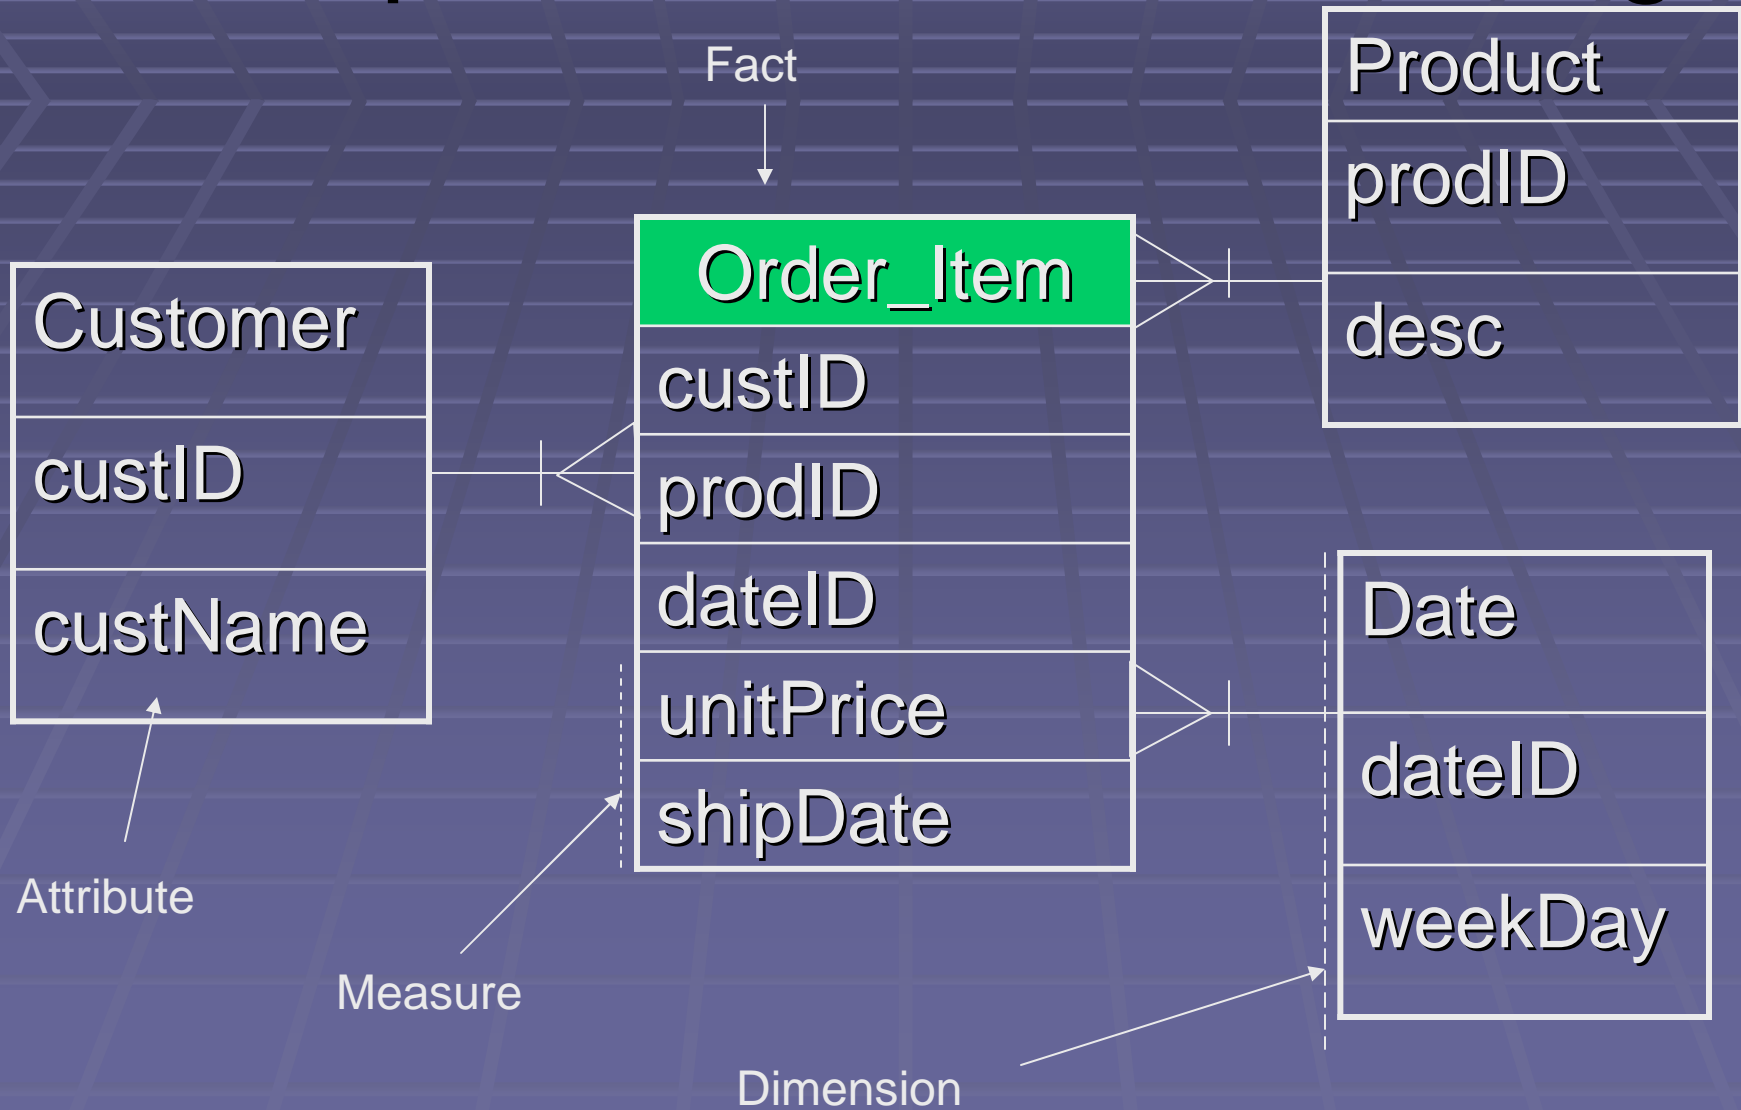 Fact
Product
prodID
desc
Order_Item
custID
prodID
dateID
unitPrice
shipDate
Customer
custID
custName
Date
dateID
weekDay
Attribute
Measure
Dimension